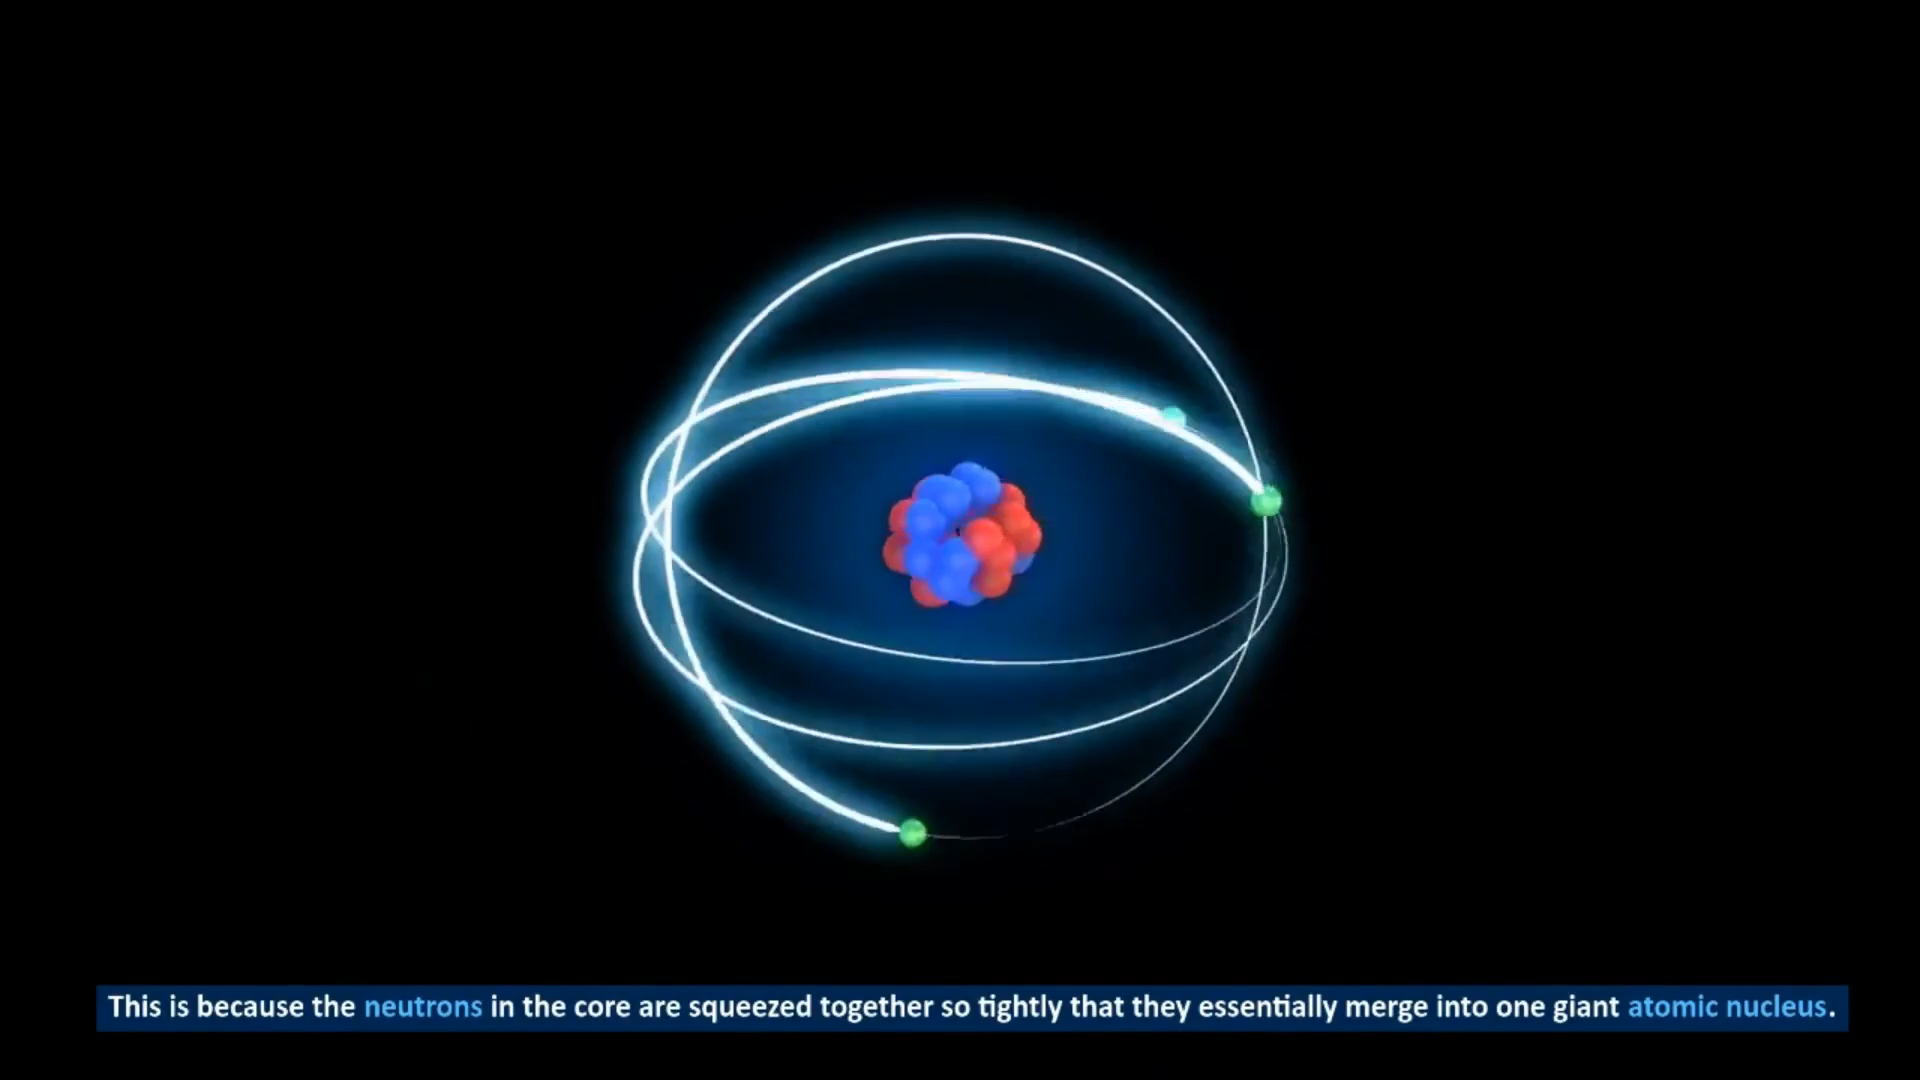 This is because the neutrons in the core are squeezed together so tightly that they essentially merge into one giant atomic nucleus.